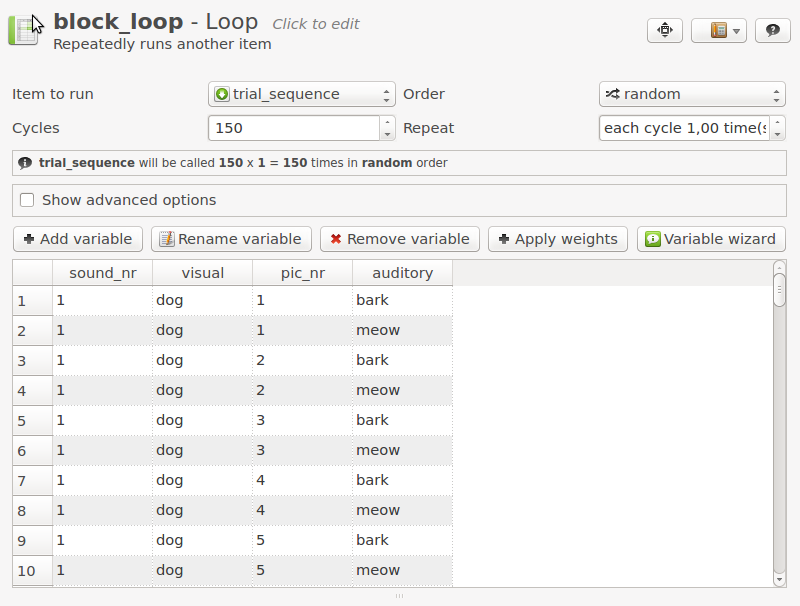 block_loop - Loop Click to edit
Repeatedly runs another item
Item to run trial_sequence Order random
Cycles 150 Repeat each cycle 1,00 time(s
trial_sequence will be called 150 x 1 = 150 times in random order
Show advanced options
Add variable Rename variable Remove variable Apply weights Variable wizard
sound_nr visual pic_nr auditory
1 1 dog 1 bark
2 1 dog 1 meow
3 1 dog 2 bark
4 1 dog 2 meow
5 1 dog 3 bark
6 1 dog 3 meow
7 1 dog 4 bark
8 1 dog 4 meow
9 1 dog 5 bark
10 1 dog 5 meow